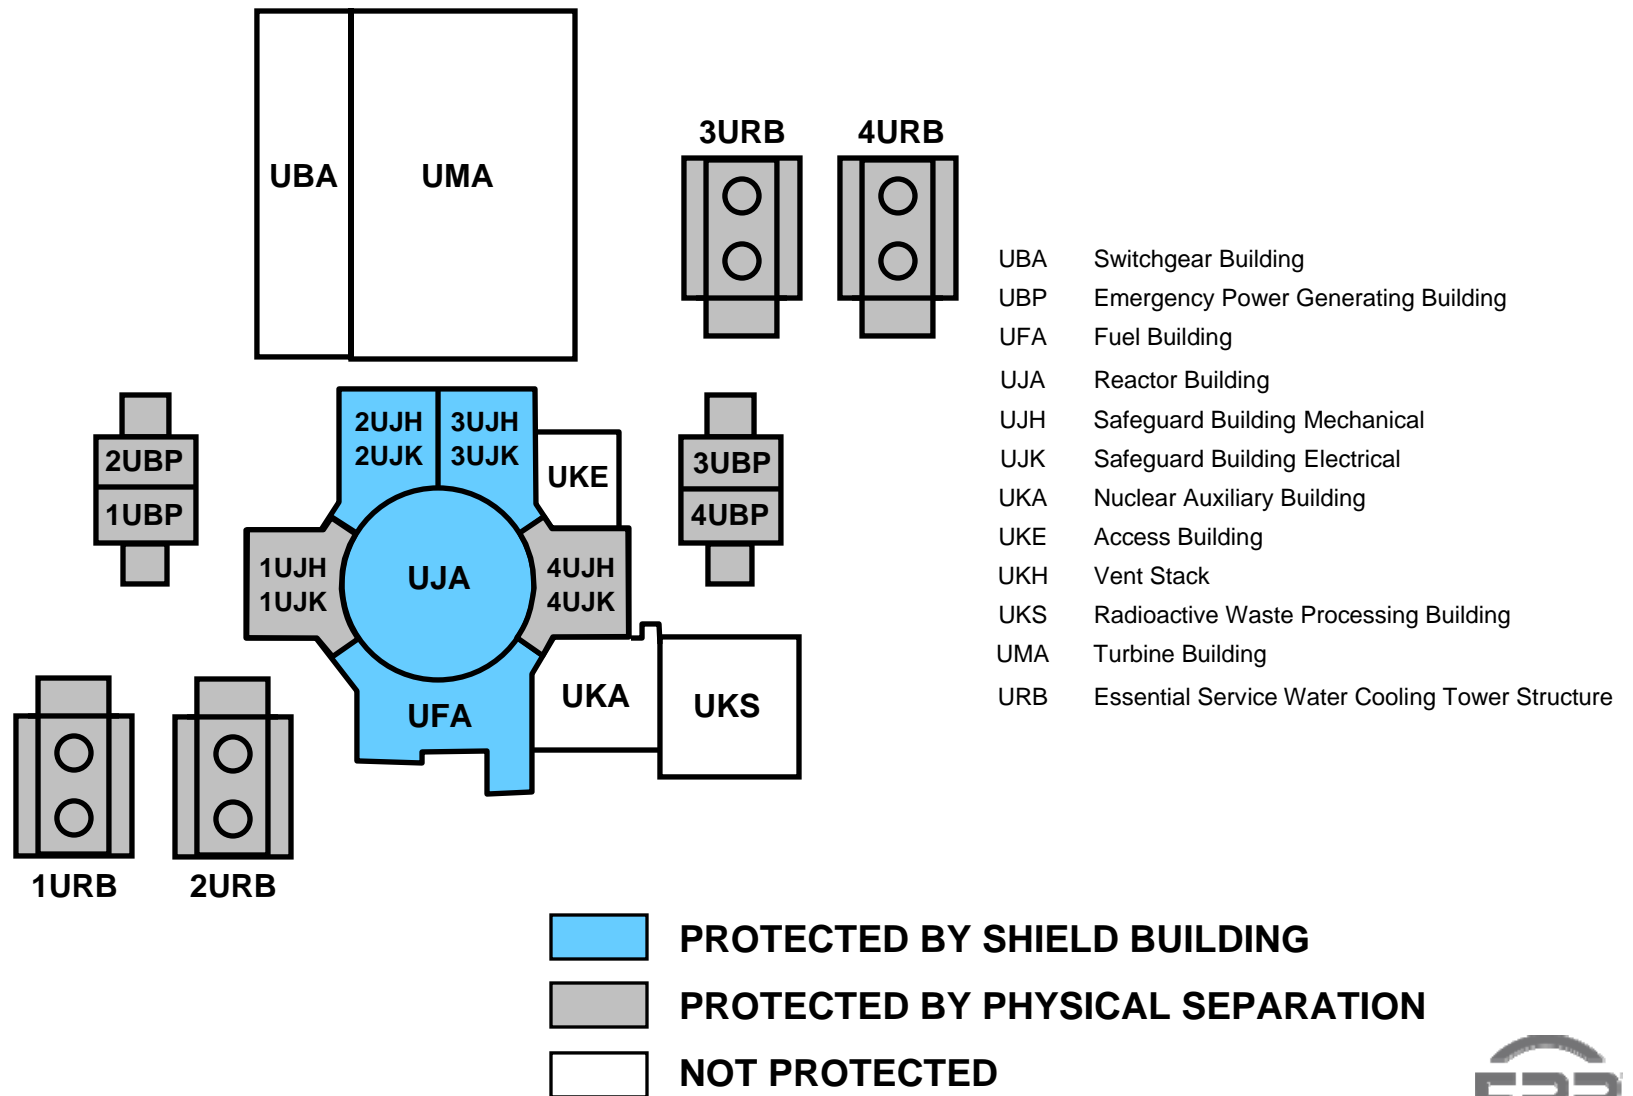 3URB 4URB
UBA UMA
2UJH 3UJH
2UJK 3UJK
UKE
2UBP
1UBP
3UBP
4UBP
1UJH
1UJK
UJA
4UJH
4UJK
UFA
UKA
UKS
1URB 2URB
UBA Switchgear Building
UBP Emergency Power Generating Building
UFA Fuel Building
UJA Reactor Building
UJH Safeguard Building Mechanical
UJK Safeguard Building Electrical
UKA Nuclear Auxiliary Building
UKE Access Building
UKH Vent Stack
UKS Radioactive Waste Processing Building
UMA Turbine Building
URB Essential Service Water Cooling Tower Structure
PROTECTED BY SHIELD BUILDING
PROTECTED BY PHYSICAL SEPARATION
NOT PROTECTED